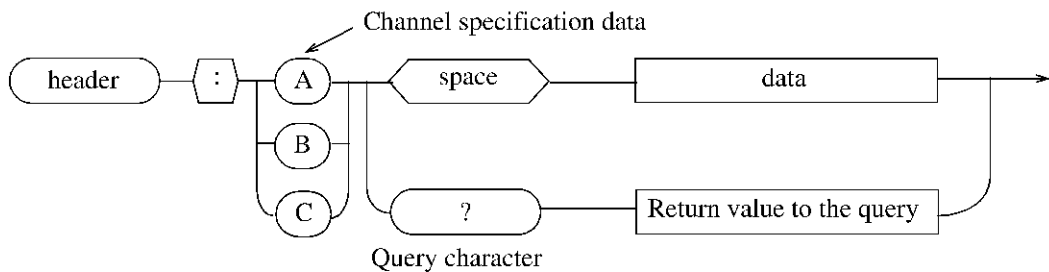 Channel specification data
header
:
A
space
data
B
C
?
Return value to the query
Query character